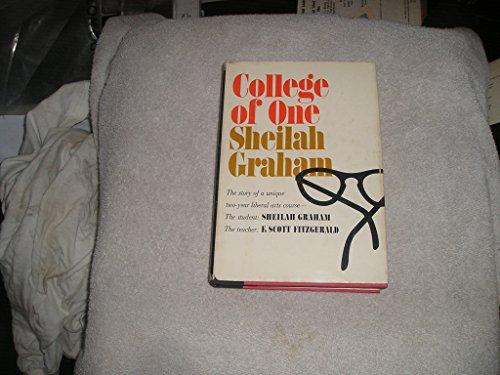 College
of One
Sheilah
Graham
The story of a unique
two-year liberal arts course—
The student: SHEILAH GRAHAM
The teacher: F. SCOTT FITZGERALD